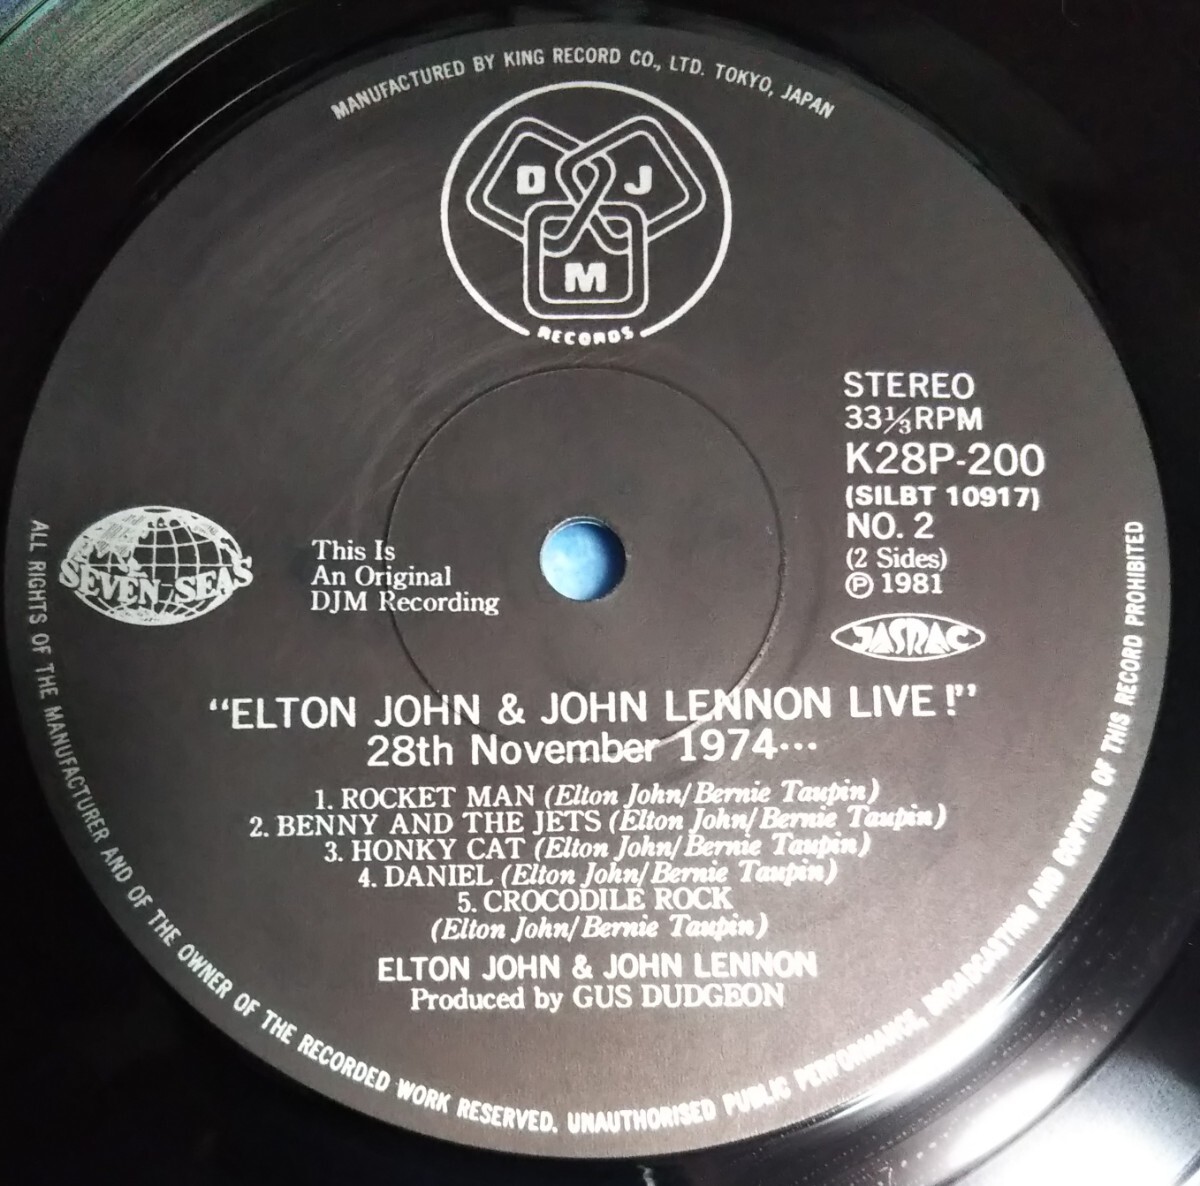 MANUFACTURED BY KING RECORD CO., LTD. TOKYO, JAPAN
D J
M
RECORDS
STEREO
33⅓RPM
K28P-200
(SILBT 10917)
NO. 2
(2 Sides)
Ⓟ 1981
JASRAC
SEVEN-SEAS
This Is
An Original
DJM Recording
“ELTON JOHN & JOHN LENNON LIVE!”
28th November 1974…
1. ROCKET MAN (Elton John/Bernie Taupin)
2. BENNY AND THE JETS (Elton John/Bernie Taupin)
3. HONKY CAT (Elton John/Bernie Taupin)
4. DANIEL (Elton John/Bernie Taupin)
5. CROCODILE ROCK
(Elton John/Bernie Taupin)
ELTON JOHN & JOHN LENNON
Produced by GUS DUDGEON
ALL RIGHTS OF THE MANUFACTURER AND OF THE OWNER OF THE RECORDED WORK RESERVED. UNAUTHORISED PUBLIC PERFORMANCE, BROADCASTING AND COPYING OF THIS RECORD PROHIBITED